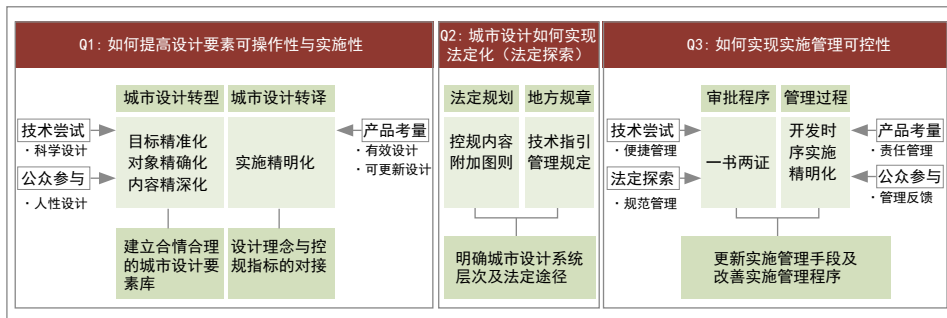 Q1: 如何提高设计要素可操作性与实施性
城市设计转型
城市设计转译
技术尝试
·科学设计
公众参与
·人性设计
目标精准化
对象精确化
内容精深化
实施精明化
产品考量
·有效设计
·可更新设计
建立合情合理
的城市设计要
素库
设计理念与控
规指标的对接
Q2: 城市设计如何实现
法定化（法定探索）
法定规划
地方规章
控规内容
附加图则
技术指引
管理规定
明确城市设计系统
层次及法定途径
Q3: 如何实现实施管理可控性
审批程序
管理过程
技术尝试
·便捷管理
法定探索
·规范管理
一书两证
开发时
序实施
精明化
产品考量
·责任管理
公众参与
·管理反馈
更新实施管理手段及
改善实施管理程序